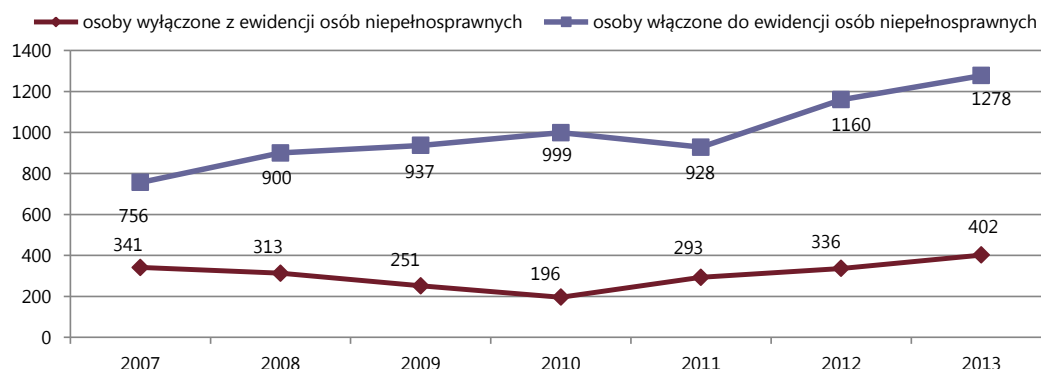 osoby wyłączone z ewidencji osób niepełnosprawnych osoby włączone do ewidencji osób niepełnosprawnych
1400
1200
1000
800
600
400
200
0
756 900 937 999 928 1160 1278
341 313 251 196 293 336 402
2007 2008 2009 2010 2011 2012 2013